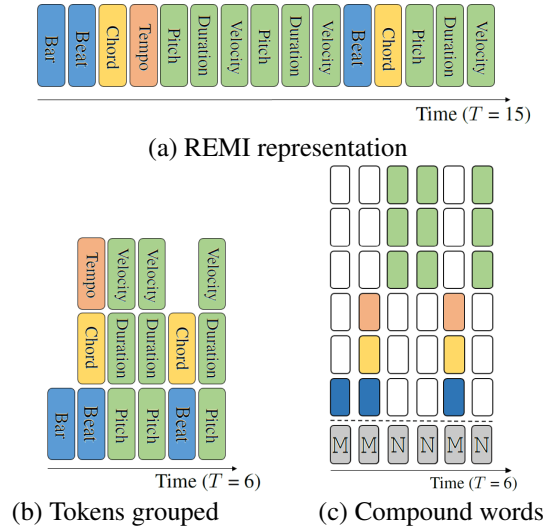 Bar Beat Chord Tempo Pitch Duration Velocity Pitch Duration Velocity Beat Chord Pitch Duration Velocity
Time (T = 15)
(a) REMI representation
Tempo Velocity Velocity Velocity
Chord Duration Duration Chord Duration
Bar Beat Pitch Pitch Beat Pitch
Time (T = 6)
(b) Tokens grouped
M M N N M N
Time (T = 6)
(c) Compound words